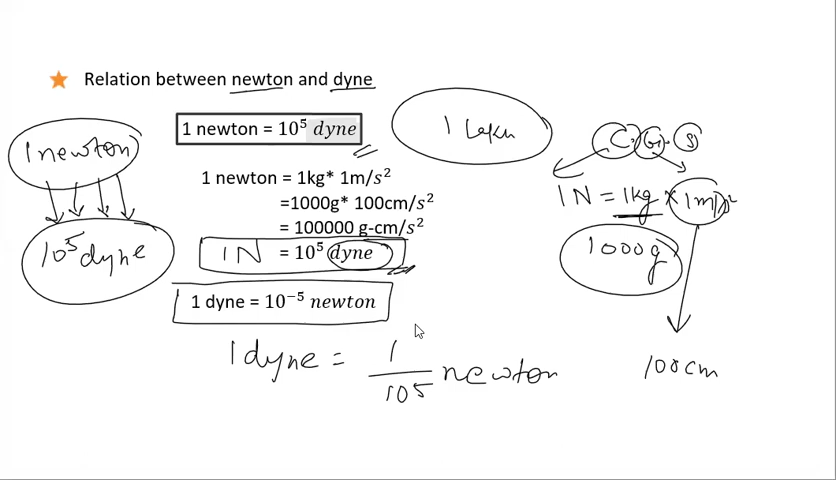 Relation between newton and dyne
1 newton = 10⁵ dyne
1 newton = 1kg* 1m/s²
=1000g* 100cm/s²
= 100000 g-cm/s²
1N = 10⁵ dyne
1 dyne = 10⁻⁵ newton
1 dyne = 1/10⁵ newton
1 newton
10⁵ dyne
1
C. G. S
1N = 1kg × 1m/s²
1000g
100cm